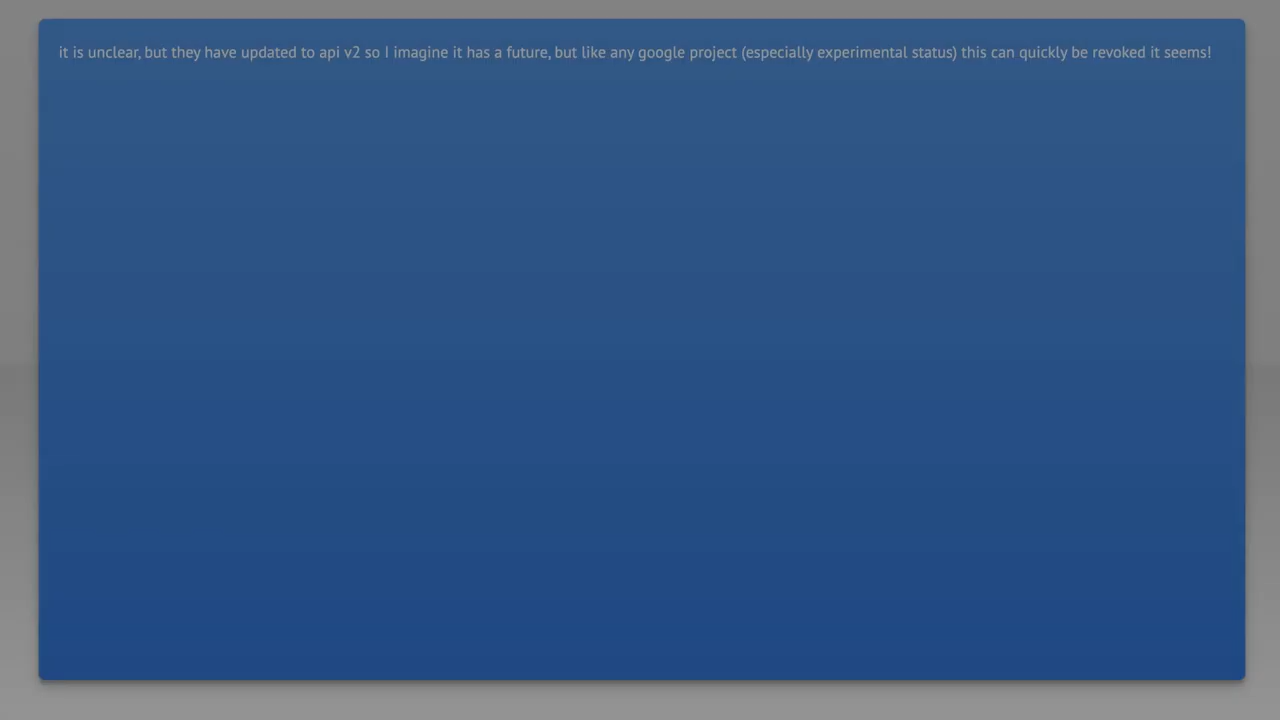 it is unclear, but they have updated to api v2 so I imagine it has a future, but like any google project (especially experimental status) this can quickly be revoked it seems!